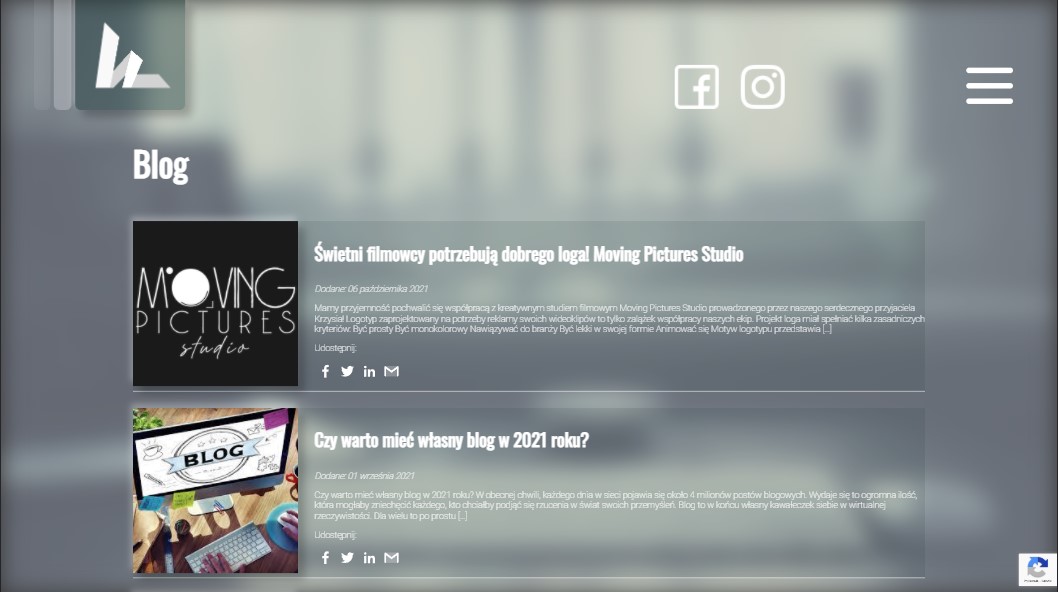 Blog
MOVING
PICTURES
studio
Świetni filmowcy potrzebują dobrego loga! Moving Pictures Studio
Dodane: 06 października 2021
Mamy przyjemność pochwalić się współpracą z kreatywnym studiem filmowym Moving Pictures Studio prowadzonego przez naszego serdecznego przyjaciela
Krzysia! Logotyp zaprojektowany na potrzeby reklamy swoich wideoklipów to tylko zalążek współpracy naszych ekip. Projekt loga miał spełniać kilka zasadniczych
kryteriów: Być prosty Być monokolorowy Nawiązywać do branży Być lekki w swojej formie Animować się Motyw logotypu przedstawia [...]
Udostępnij:
BLOG
Czy warto mieć własny blog w 2021 roku?
Dodane: 01 września 2021
Czy warto mieć własny blog w 2021 roku? W obecnej chwili, każdego dnia w sieci pojawia się około 4 milionów postów blogowych. Wydaje się to ogromna ilość,
która mogłaby zniechęcić każdego, kto chciałby podjąć się rzucenia w świat swoich przemyśleń. Blog to w końcu własny kawałeczek siebie w wirtualnej
rzeczywistości. Dla wielu to po prostu [...]
Udostępnij: